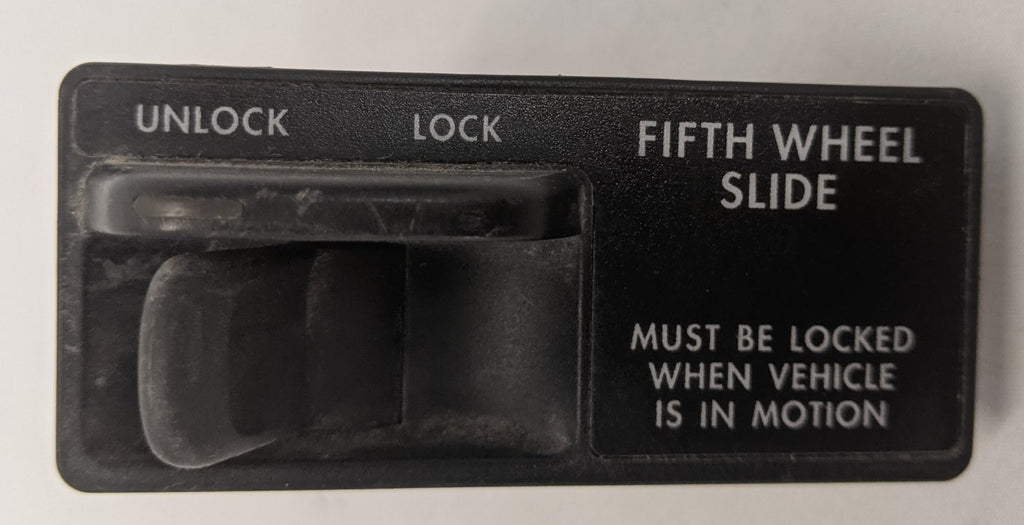 UNLOCK LOCK
FIFTH WHEEL
SLIDE
MUST BE LOCKED
WHEN VEHICLE
IS IN MOTION